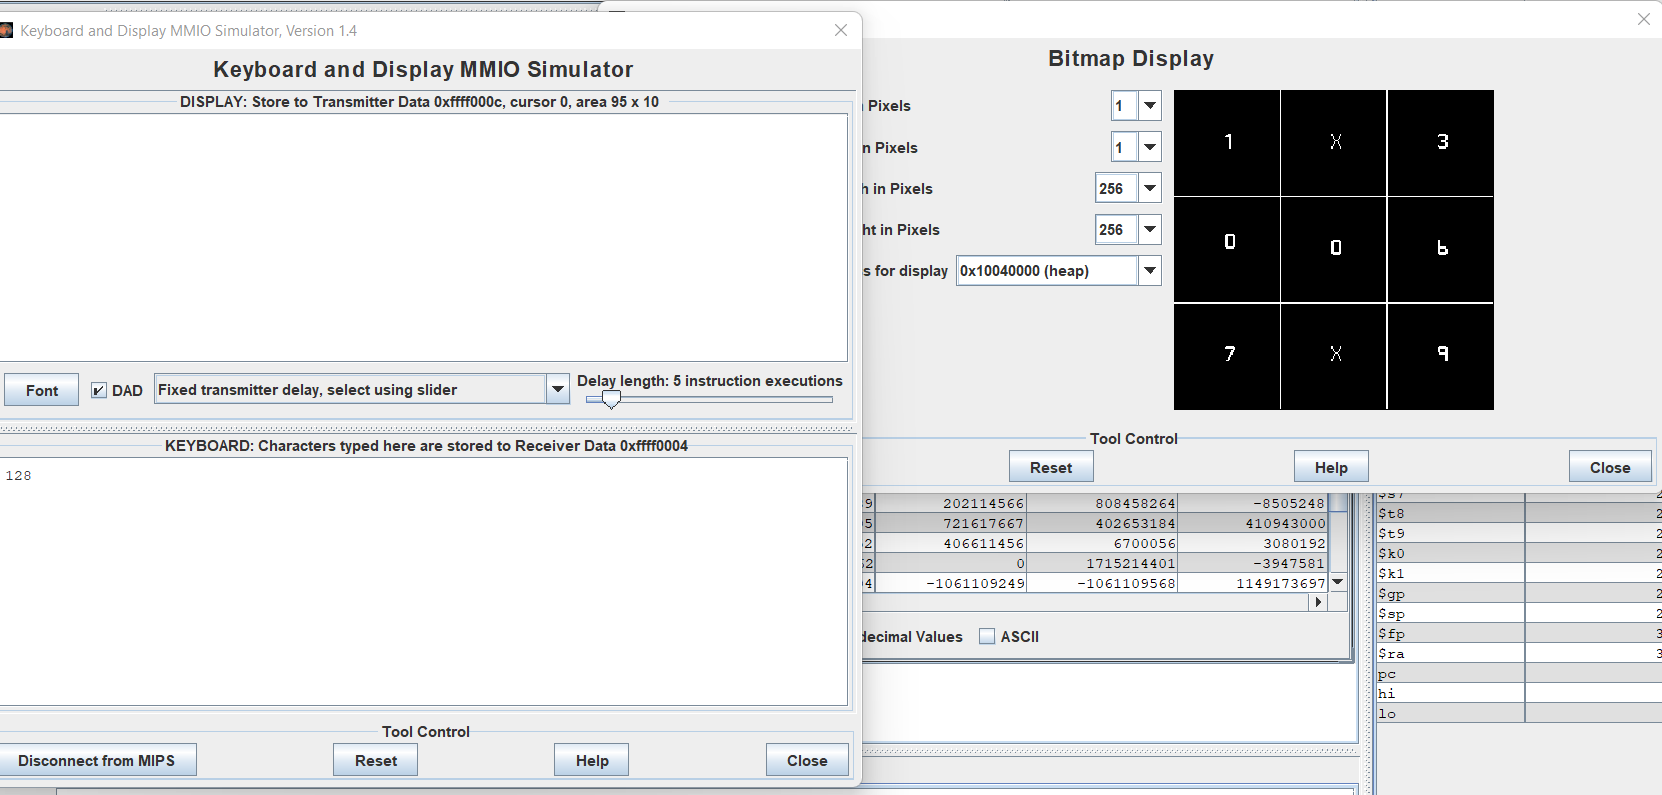 Keyboard and Display MMIO Simulator, Version 1.4
Keyboard and Display MMIO Simulator
DISPLAY: Store to Transmitter Data 0xffff000c, cursor 0, area 95 x 10
Font
DAD
Fixed transmitter delay, select using slider
Delay length: 5 instruction executions
KEYBOARD: Characters typed here are stored to Receiver Data 0xffff0004
128
Tool Control
Disconnect from MIPS
Reset
Help
Close
Bitmap Display
Pixels
1
n Pixels
1
h in Pixels
256
ht in Pixels
256
s for display
0x10040000 (heap)
1 X 3
0 0 6
7 X 9
Tool Control
Reset
Help
Close
9 202114566 808458264 -8505248
5 721617667 402653184 410943000
2 406611456 6700056 3080192
52 0 1715214401 -3947581
04 -1061109249 -1061109568 1149173697
decimal Values
ASCII
$s7 2
$t8 2
$t9 2
$k0 2
$k1 2
$gp 2
$sp 2
$fp 3
$ra 3
pc
hi
lo